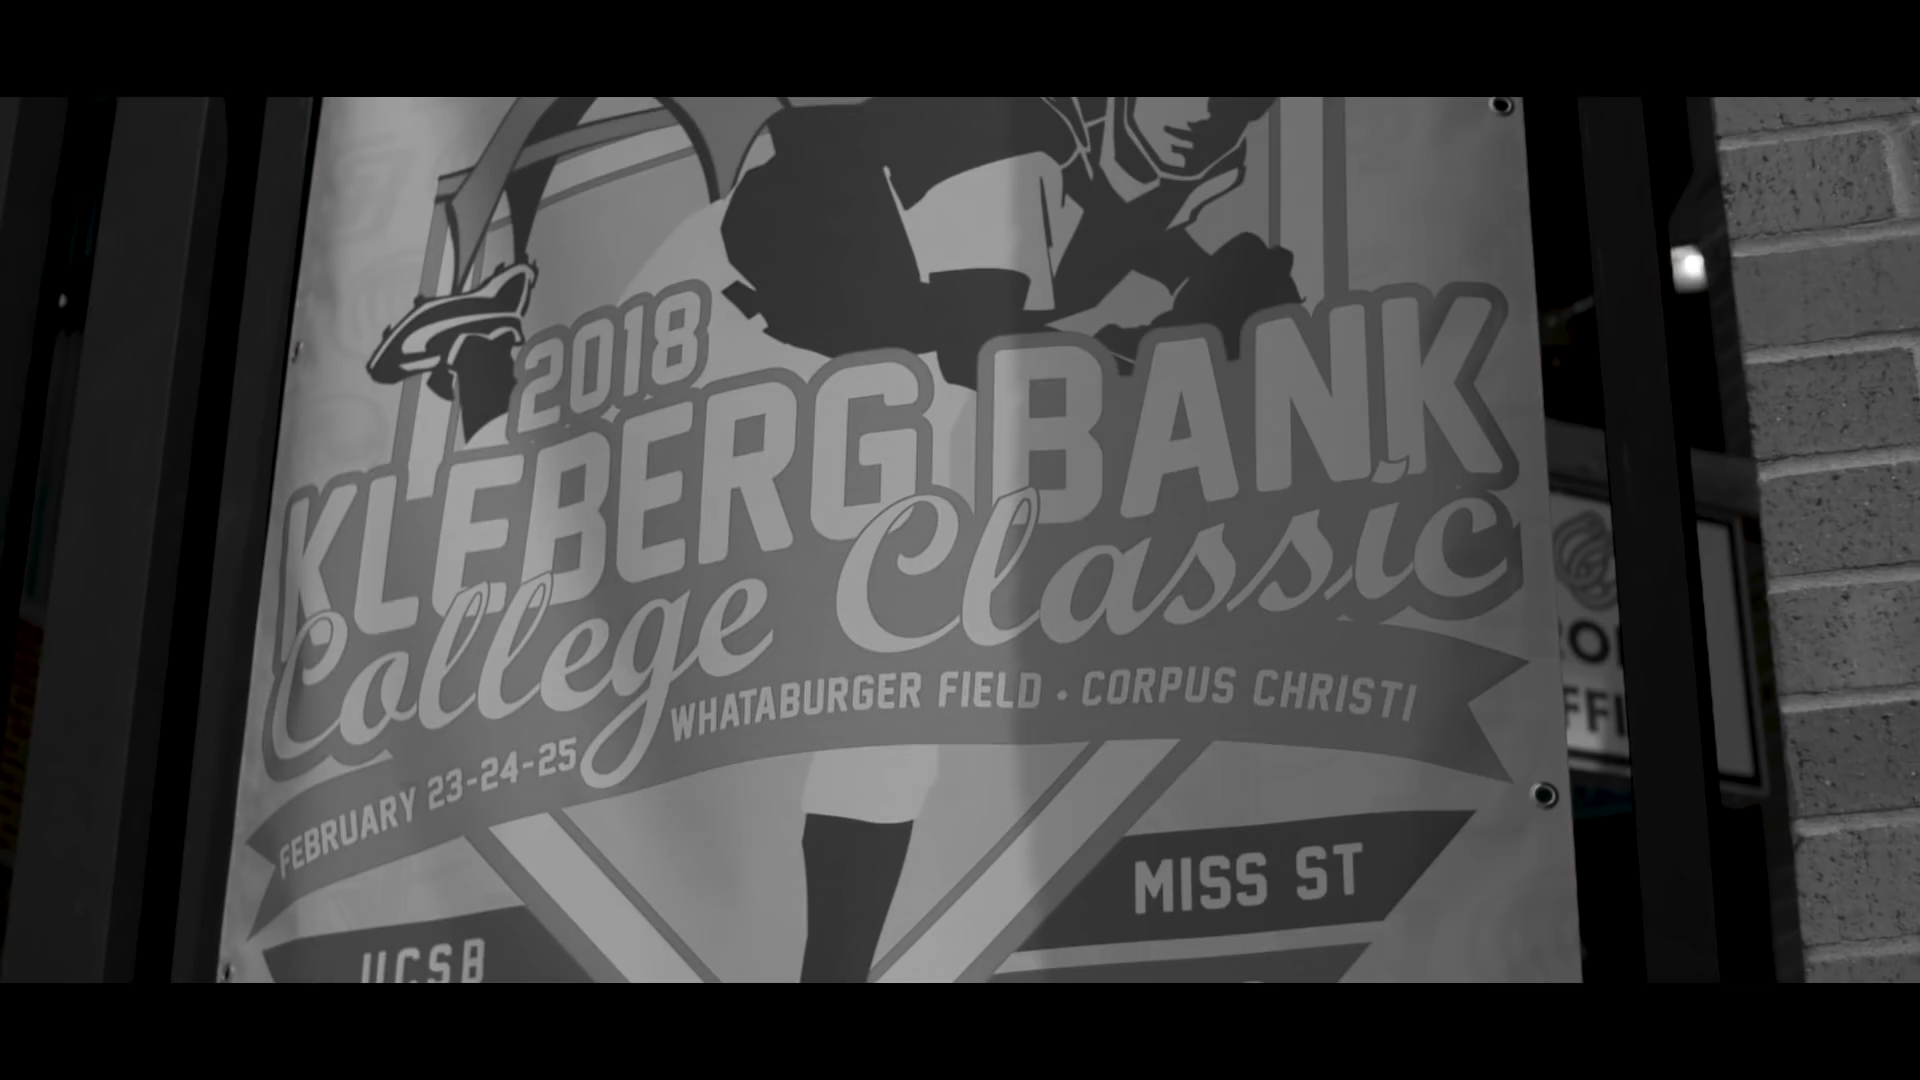 2018
KLEBERG BANK
College Classic
FEBRUARY 23-24-25
WHATABURGER FIELD · CORPUS CHRISTI
MISS ST
UCSB